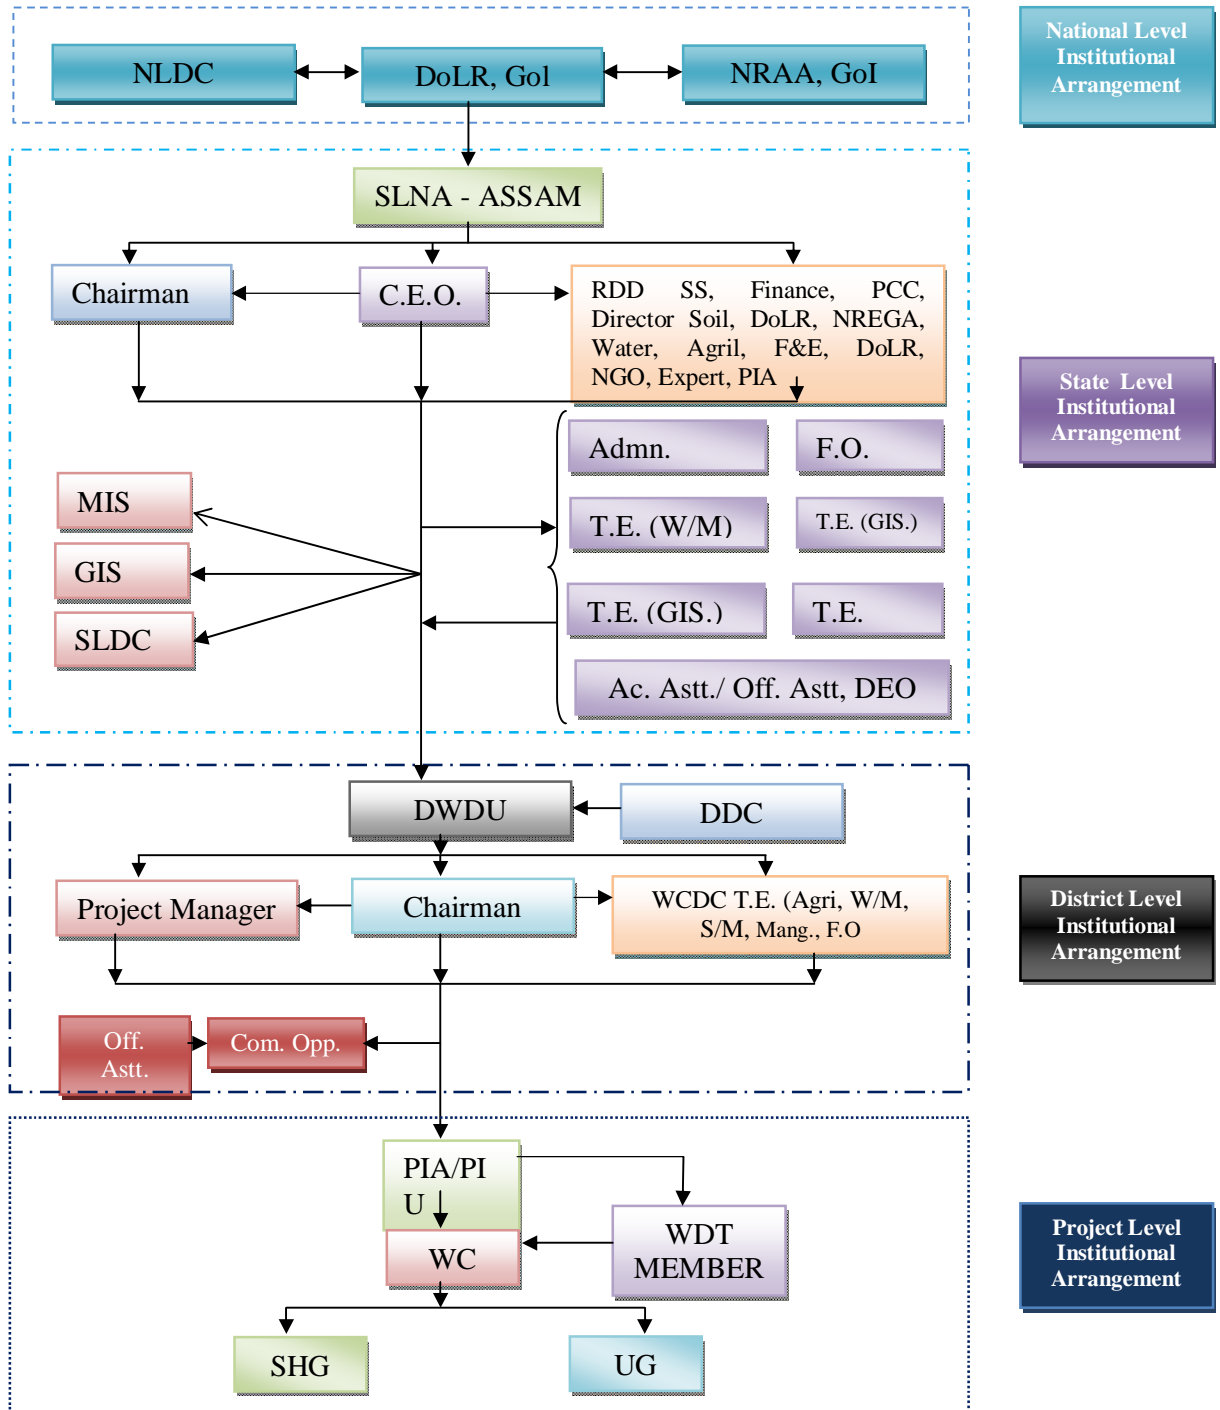 National Level
Institutional
Arrangement
NLDC
DoLR, GoI
NRAA, GoI
SLNA - ASSAM
Chairman
C.E.O.
RDD SS, Finance, PCC,
Director Soil, DoLR, NREGA,
Water, Agril, F&E, DoLR,
NGO, Expert, PIA
State Level
Institutional
Arrangement
Admn.
F.O.
MIS
T.E. (W/M)
T.E. (GIS.)
GIS
T.E. (GIS.)
T.E.
SLDC
Ac. Astt./ Off. Astt, DEO
DWDU
DDC
Project Manager
Chairman
WCDC T.E. (Agri, W/M,
S/M, Mang., F.O
District Level
Institutional
Arrangement
Off.
Astt.
Com. Opp.
PIA/PI
U
WC
WDT
MEMBER
Project Level
Institutional
Arrangement
SHG
UG